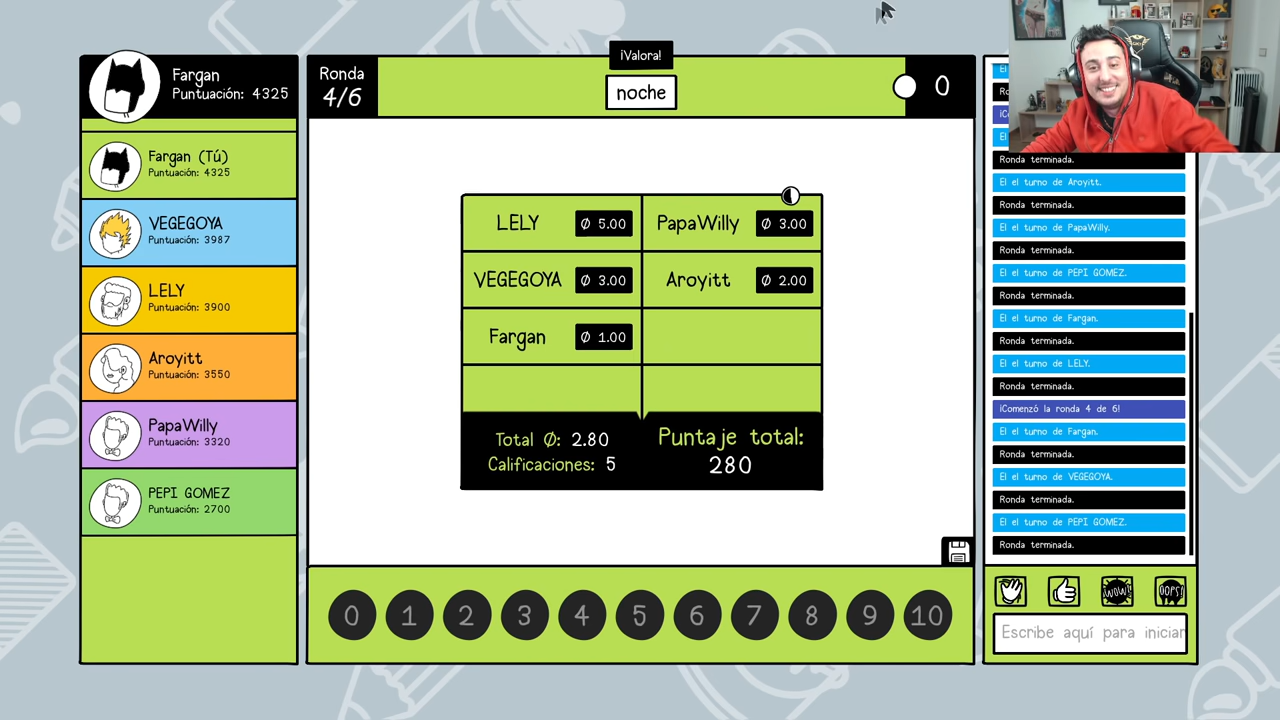 Fargan
Puntuación: 4325
Fargan (Tú)
Puntuación: 4325
VEGEGOYA
Puntuación: 3987
LELY
Puntuación: 3900
Aroyitt
Puntuación: 3550
PapaWilly
Puntuación: 3320
PEPI GOMEZ
Puntuación: 2700
Ronda
4/6
¡Valora!
noche
0
LELY Ø 5.00 PapaWilly Ø 3.00
VEGEGOYA Ø 3.00 Aroyitt Ø 2.00
Fargan Ø 1.00
Total Ø: 2.80
Calificaciones: 5
Puntaje total:
280
0 1 2 3 4 5 6 7 8 9 10
Ronda terminada.
El el turno de Aroyitt.
Ronda terminada.
El el turno de PapaWilly.
Ronda terminada.
El el turno de PEPI GOMEZ.
Ronda terminada.
El el turno de Fargan.
Ronda terminada.
El el turno de LELY.
Ronda terminada.
¡Comenzó la ronda 4 de 6!
El el turno de Fargan.
Ronda terminada.
El el turno de VEGEGOYA.
Ronda terminada.
El el turno de PEPI GOMEZ.
Ronda terminada.
WOW! OOPS!
Escribe aquí para iniciar